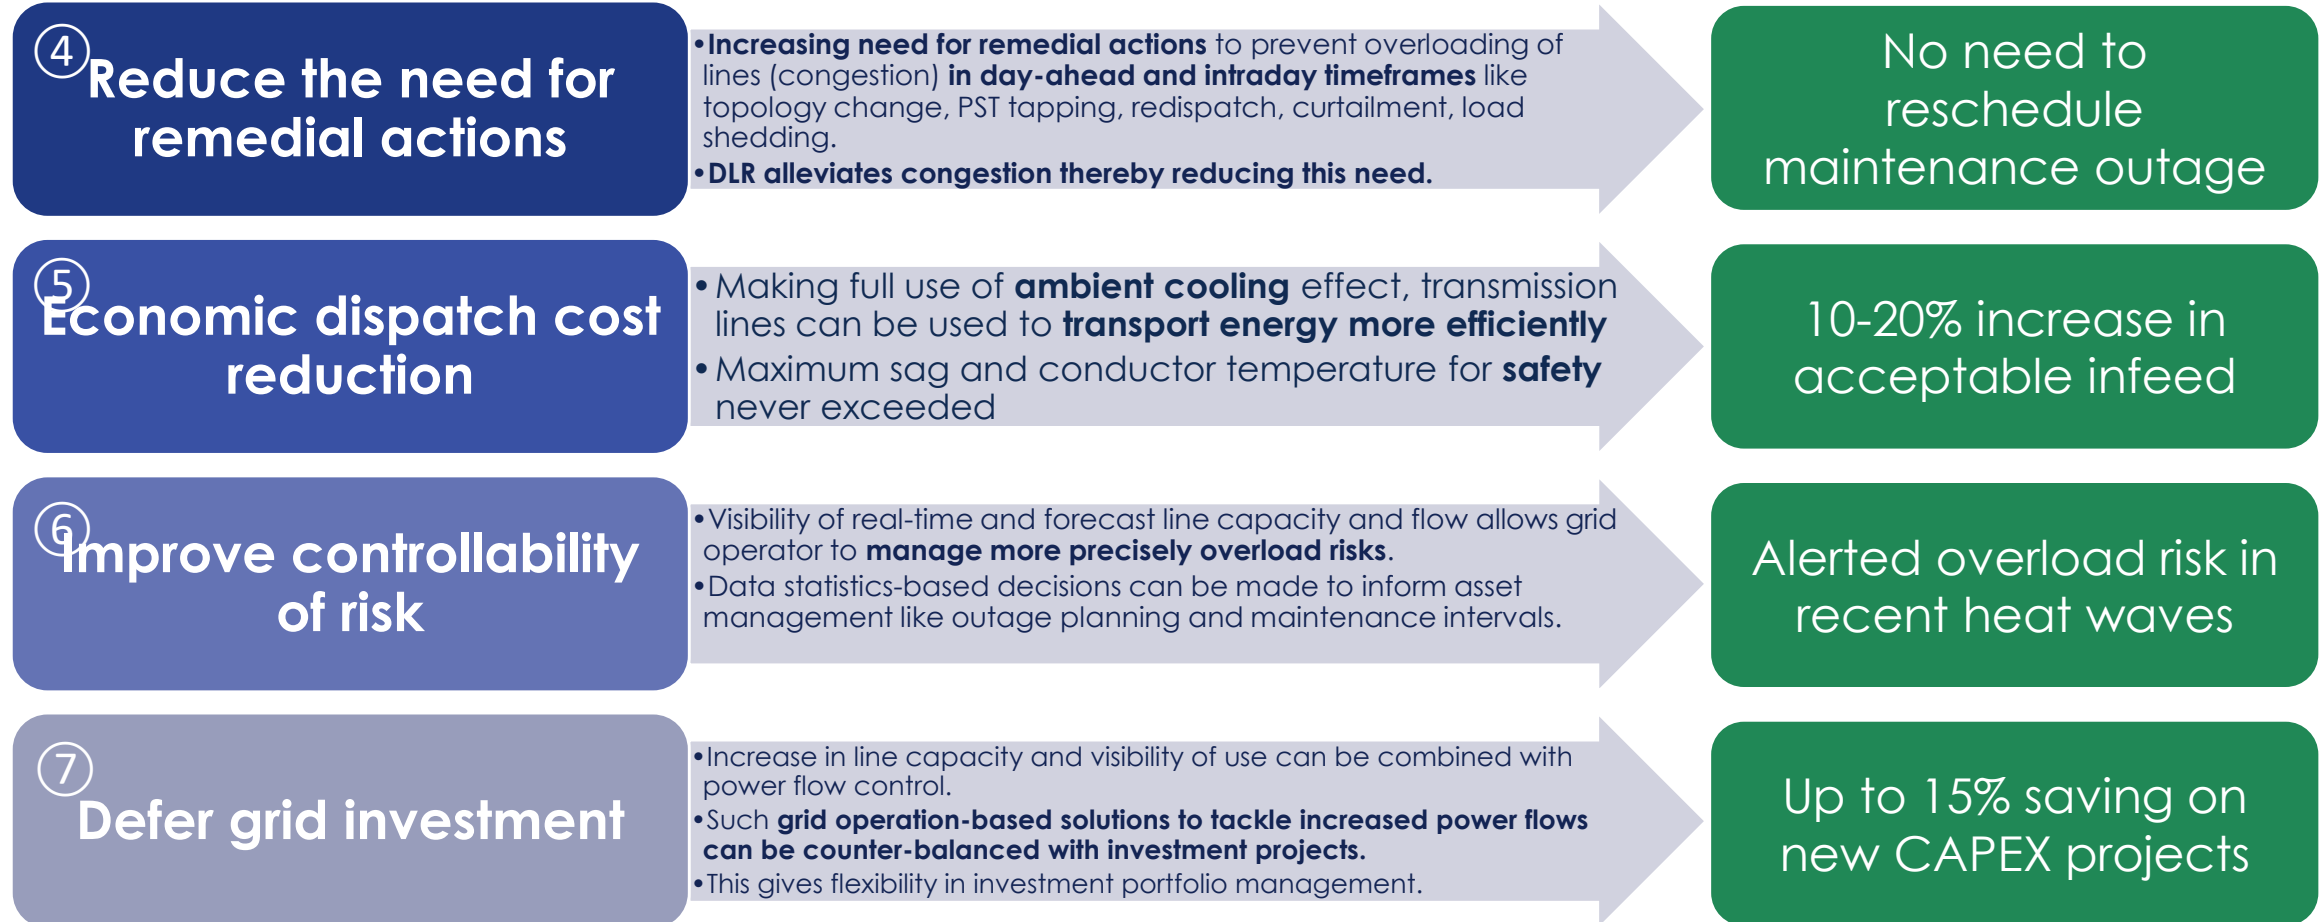 ④
Reduce the need for
remedial actions
•Increasing need for remedial actions to prevent overloading of
lines (congestion) in day-ahead and intraday timeframes like
topology change, PST tapping, redispatch, curtailment, load
shedding.
•DLR alleviates congestion thereby reducing this need.
No need to
reschedule
maintenance outage
⑤
Economic dispatch cost
reduction
•Making full use of ambient cooling effect, transmission
lines can be used to transport energy more efficiently
•Maximum sag and conductor temperature for safety
never exceeded
10-20% increase in
acceptable infeed
⑥
Improve controllability
of risk
•Visibility of real-time and forecast line capacity and flow allows grid
operator to manage more precisely overload risks.
•Data statistics-based decisions can be made to inform asset
management like outage planning and maintenance intervals.
Alerted overload risk in
recent heat waves
⑦
Defer grid investment
•Increase in line capacity and visibility of use can be combined with
power flow control.
•Such grid operation-based solutions to tackle increased power flows
can be counter-balanced with investment projects.
•This gives flexibility in investment portfolio management.
Up to 15% saving on
new CAPEX projects